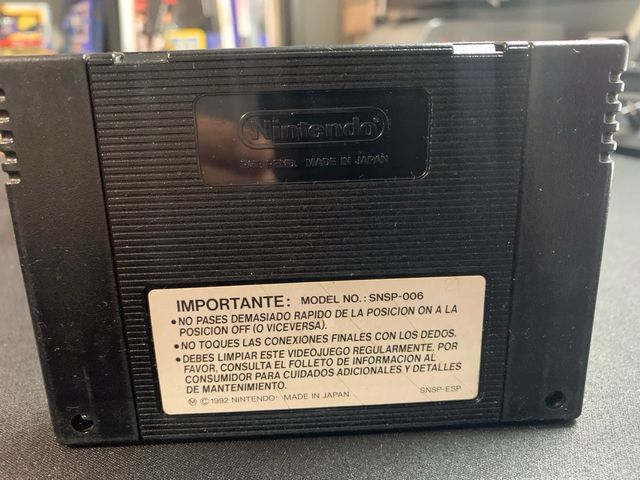 Nintendo®
PAT. PEND. MADE IN JAPAN
IMPORTANTE: MODEL NO.: SNSP-006
•NO PASES DEMASIADO RAPIDO DE LA POSICION ON A LA
POSICION OFF (O VICEVERSA).
•NO TOQUES LAS CONEXIONES FINALES CON LOS DEDOS.
•DEBES LIMPIAR ESTE VIDEOJUEGO REGULARMENTE. POR
FAVOR, CONSULTA EL FOLLETO DE INFORMACION AL
CONSUMIDOR PARA CUIDADOS ADICIONALES Y DETALLES
DE MANTENIMIENTO.
Ⓜ © 1992 NINTENDO® MADE IN JAPAN SNSP-ESP